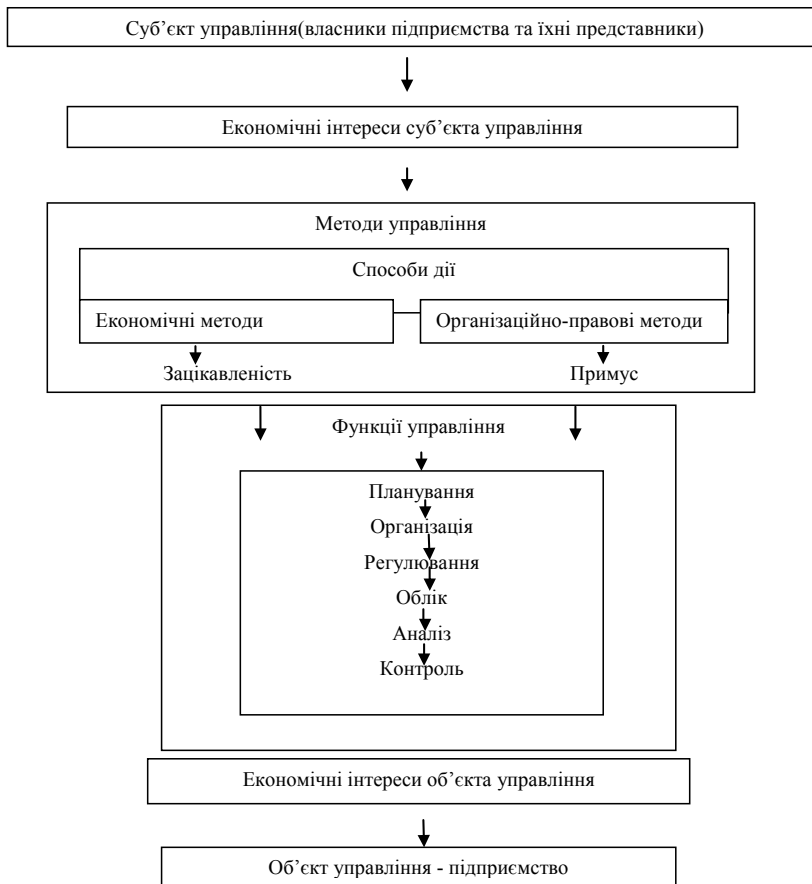 Суб’єкт управління(власники підприємства та їхні представники)
Економічні інтереси суб’єкта управління
Методи управління
Способи дії
Економічні методи
Організаційно-правові методи
Зацікавленість
Примус
Функції управління
Планування
Організація
Регулювання
Облік
Аналіз
Контроль
Економічні інтереси об’єкта управління
Об’єкт управління - підприємство